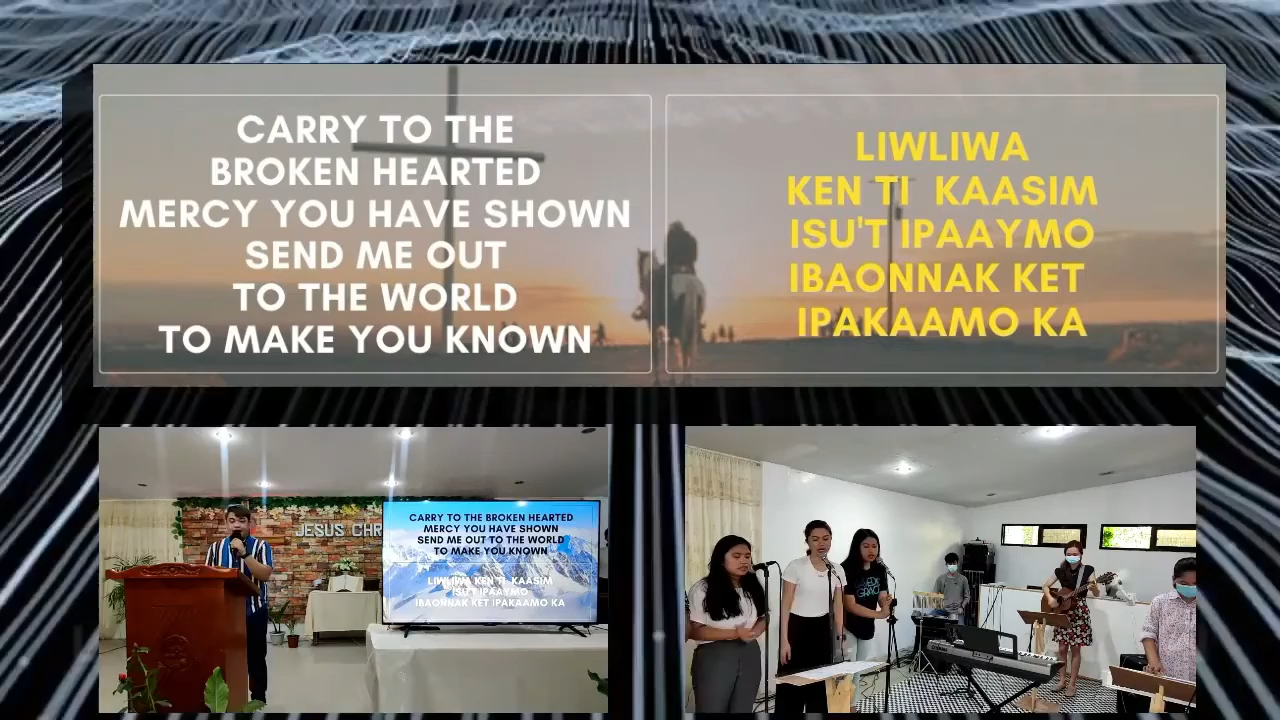 CARRY TO THE
BROKEN HEARTED
MERCY YOU HAVE SHOWN
SEND ME OUT
TO THE WORLD
TO MAKE YOU KNOWN
LIWLIWA
KEN TI KAASIM
ISU'T IPAAYMO
IBAONNAK KET
IPAKAAMO KA
JESUS CHR
CARRY TO THE BROKEN HEARTED
MERCY YOU HAVE SHOWN
SEND ME OUT TO THE WORLD
TO MAKE YOU KNOWN
LIWLIWA KEN TI KAASIM
ISU'T IPAAYMO
IBAONNAK KET IPAKAAMO KA